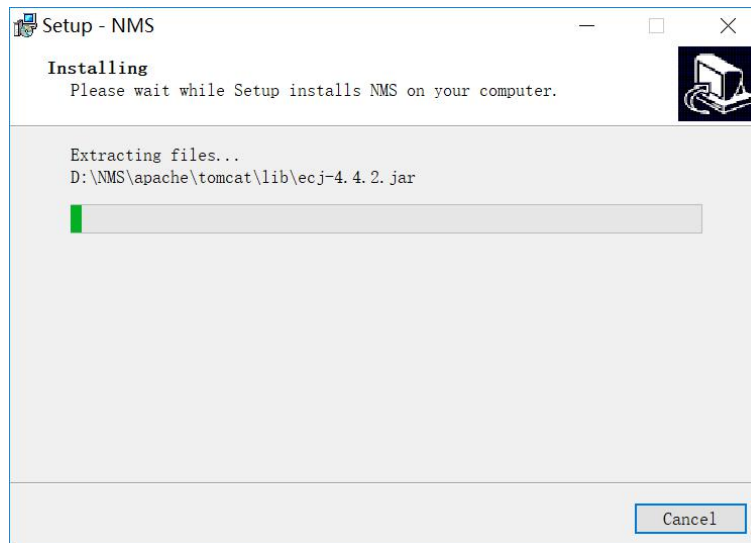 Setup - NMS
Installing
Please wait while Setup installs NMS on your computer.
Extracting files...
D:\NMS\apache\tomcat\lib\ecj-4.4.2.jar
Cancel